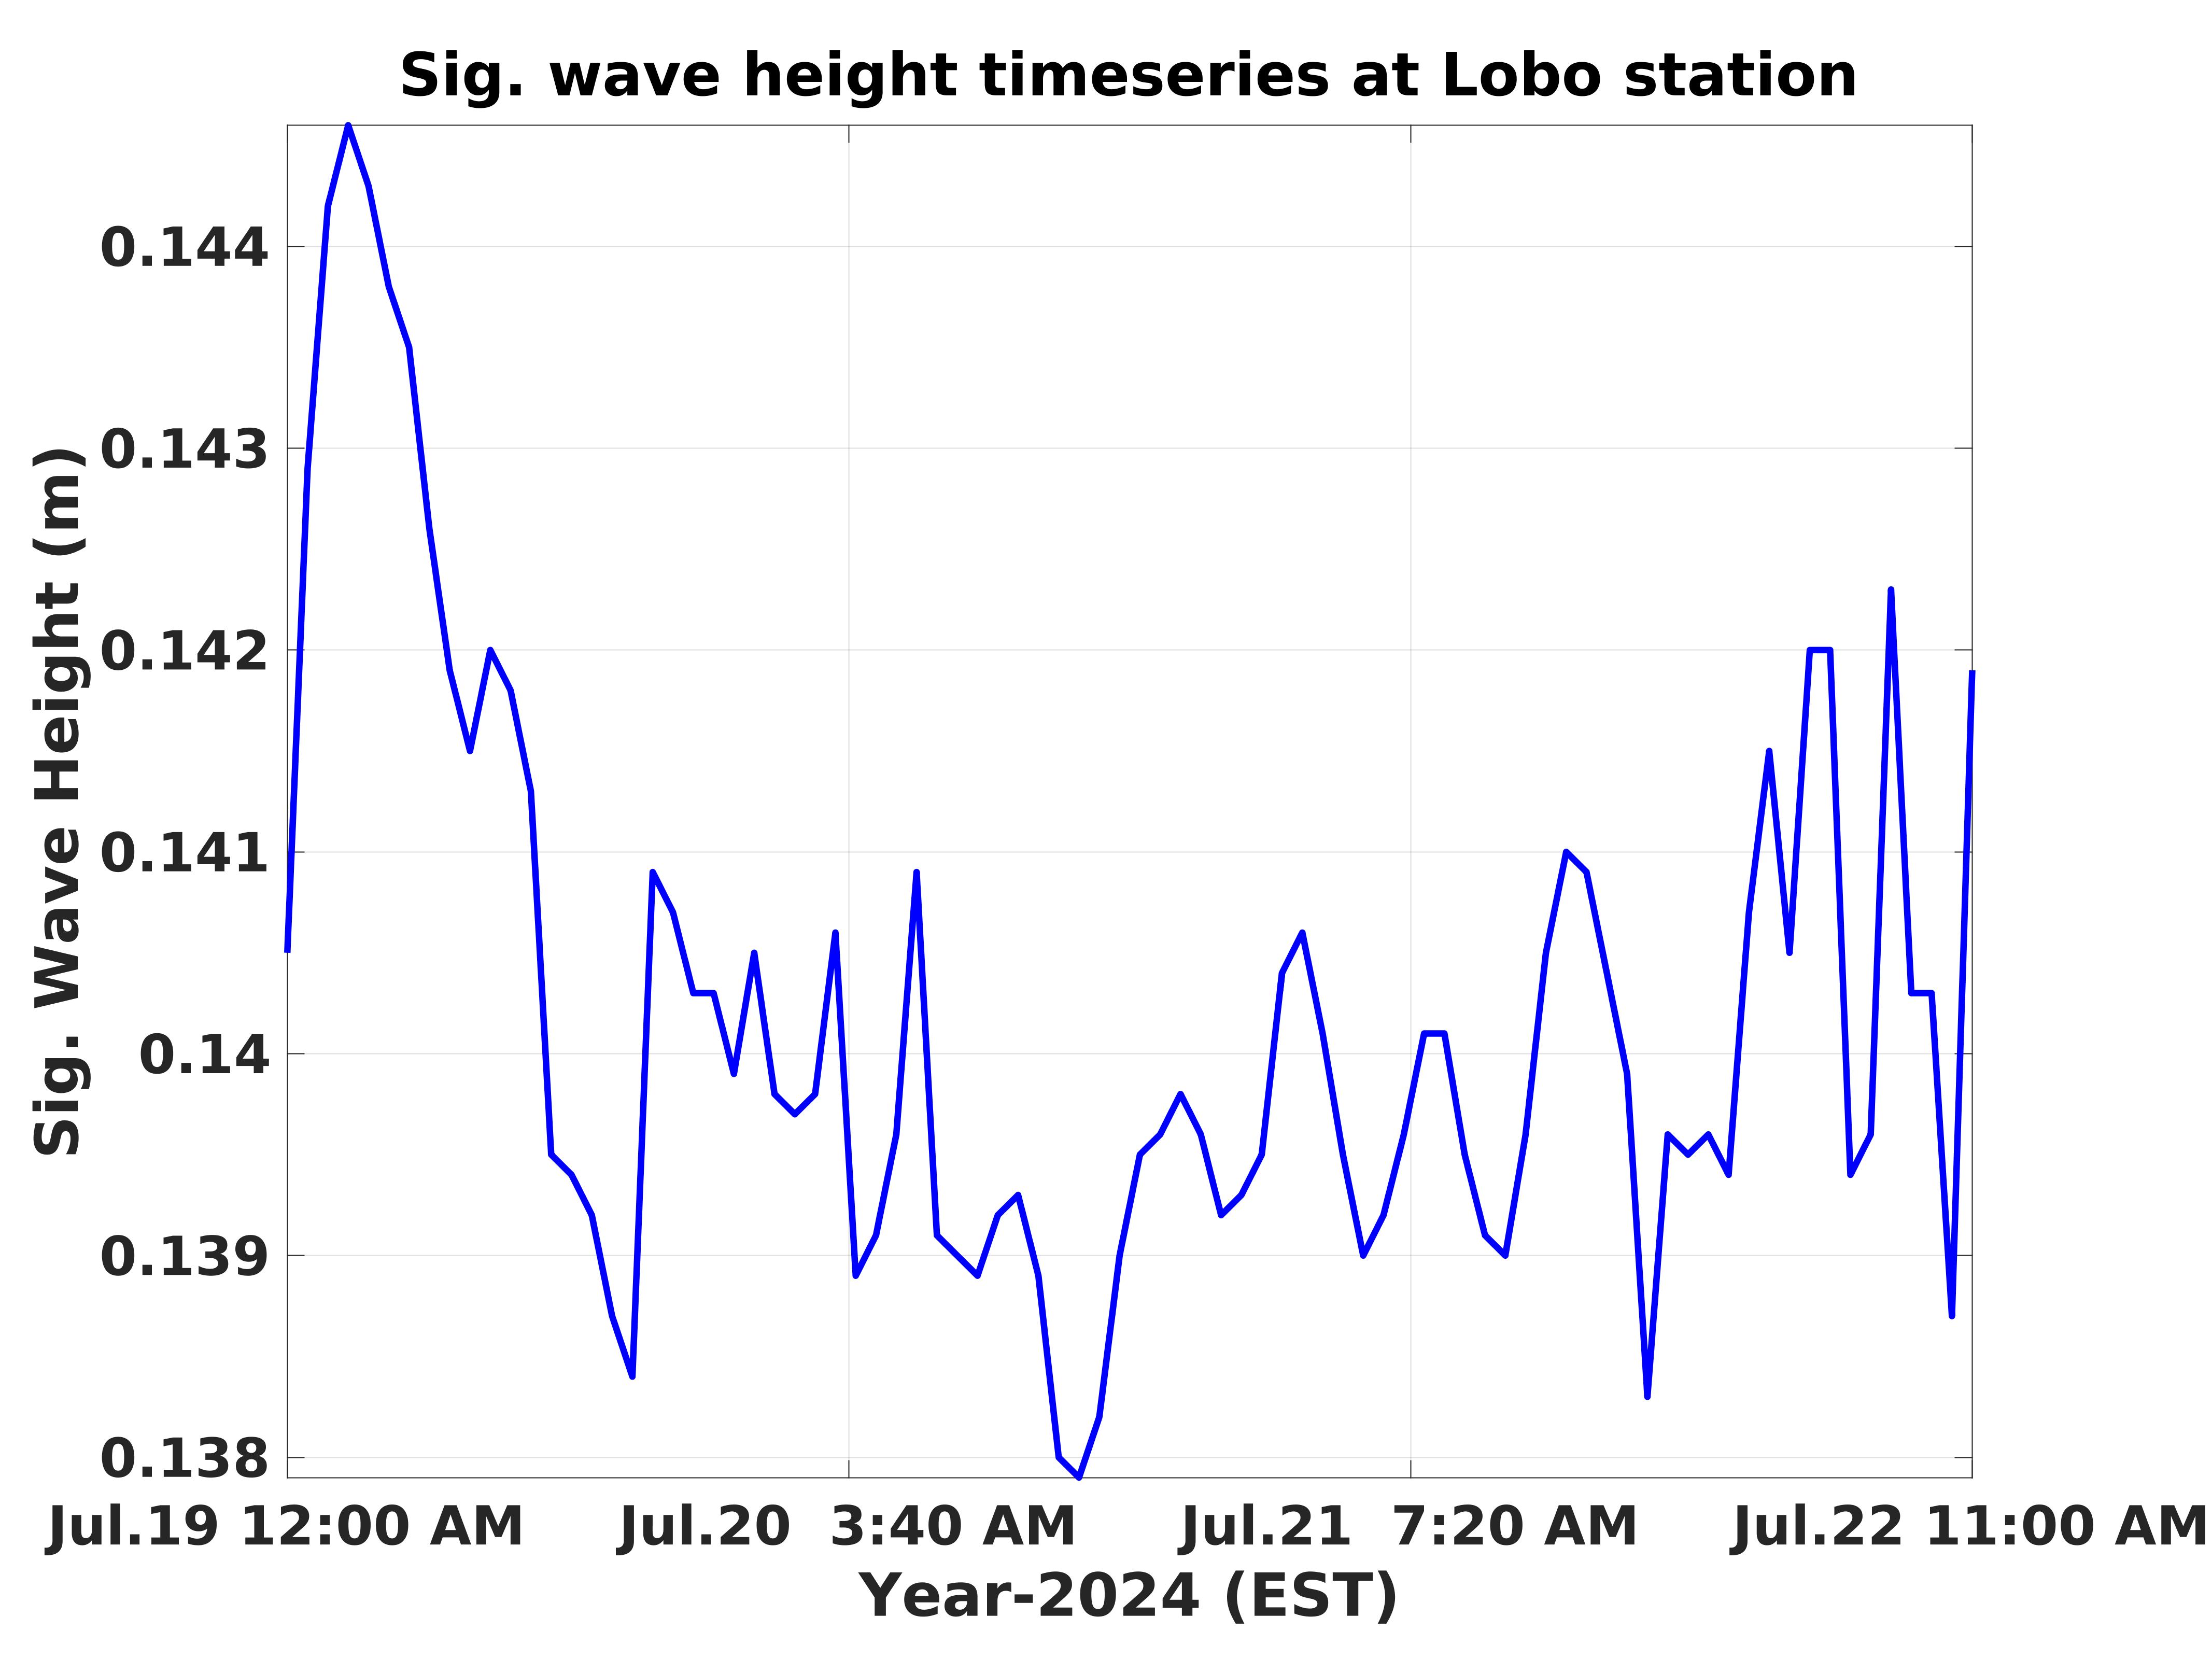 Sig. wave height timeseries at Lobo station
Sig. Wave Height (m)
0.144
0.143
0.142
0.141
0.14
0.139
0.138
Jul.19 12:00 AM
Jul.20 3:40 AM
Jul.21 7:20 AM
Jul.22 11:00 AM
Year-2024 (EST)